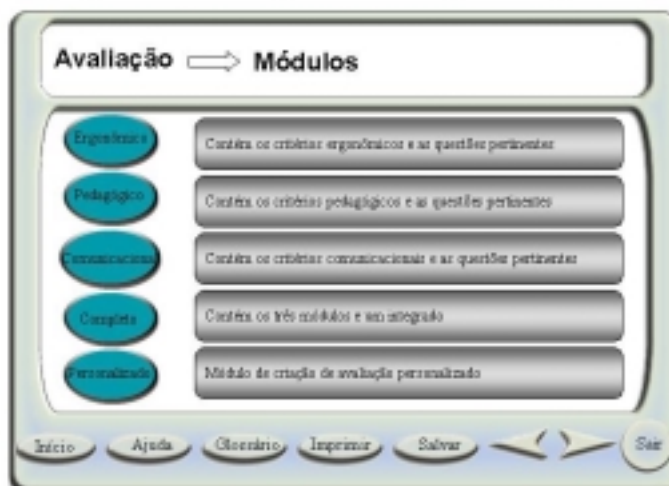 Avaliação Módulos
Ergonômico
Contém os critérios ergonômicos e as questões pertinentes
Pedagógico
Contém os critérios pedagógicos e as questões pertinentes
Comunicacional
Contém os critérios comunicacionais e as questões pertinentes
Completo
Contém os três módulos e um integrado
Personalizado
Módulo de criação de avaliação personalizado
Início Ajuda Glossário Imprimir Salvar Sair